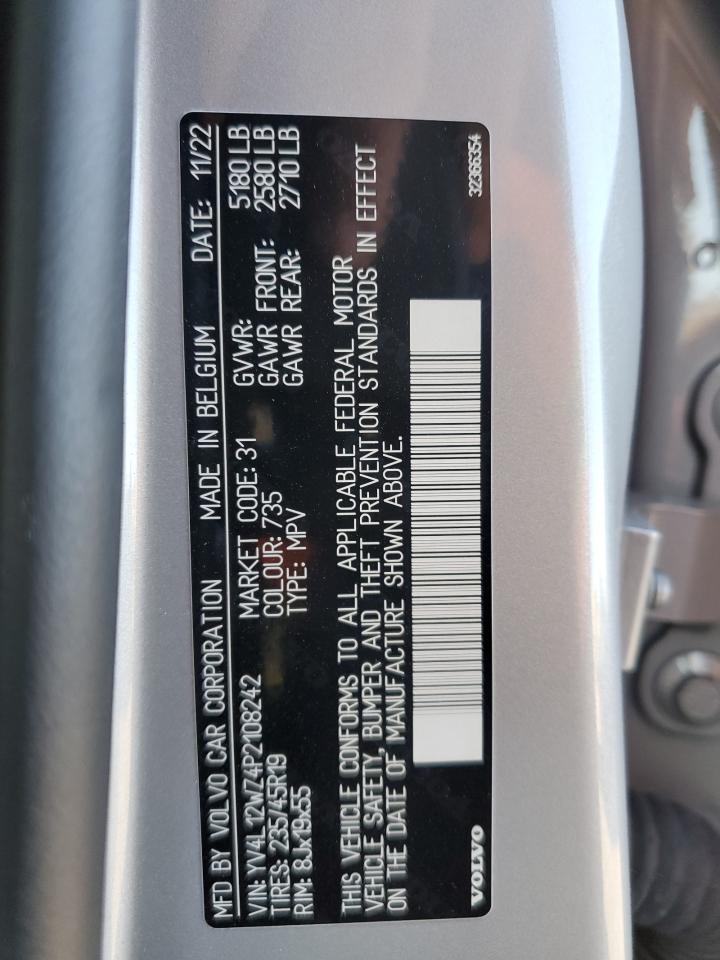 MFD BY VOLVO CAR CORPORATION MADE IN BELGIUM DATE: 11/22
VIN: YV4L12WZ4P2108242 MARKET CODE: 31 GVWR: 5180 LB
TIRES: 235/45R19 COLOUR: 735 GAWR FRONT: 2580 LB
RIM: 8Jx19x55 TYPE: MPV GAWR REAR: 2710 LB
THIS VEHICLE CONFORMS TO ALL APPLICABLE FEDERAL MOTOR
VEHICLE SAFETY, BUMPER AND THEFT PREVENTION STANDARDS IN EFFECT
ON THE DATE OF MANUFACTURE SHOWN ABOVE.
VOLVO 32366354